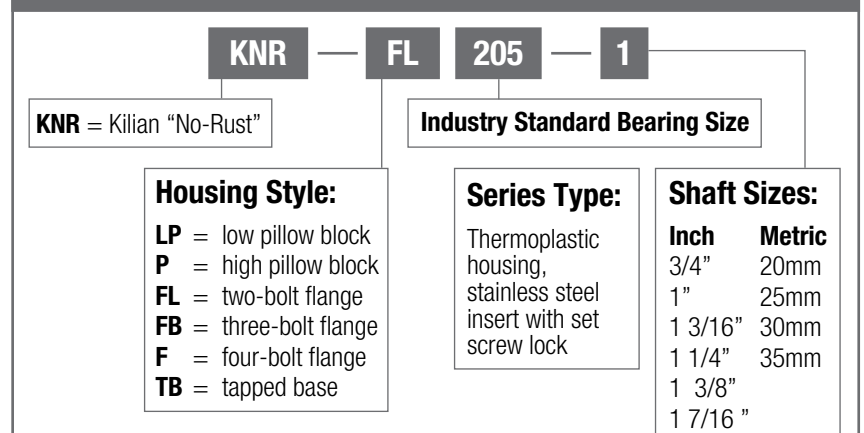 KNR — FL 205 — 1
KNR = Kilian “No-Rust”
Industry Standard Bearing Size
Housing Style:
LP = low pillow block
P = high pillow block
FL = two-bolt flange
FB = three-bolt flange
F = four-bolt flange
TB = tapped base
Series Type:
Thermoplastic
housing,
stainless steel
insert with set
screw lock
Shaft Sizes:
Inch Metric
3/4” 20mm
1” 25mm
1 3/16” 30mm
1 1/4” 35mm
1 3/8”
1 7/16 ”